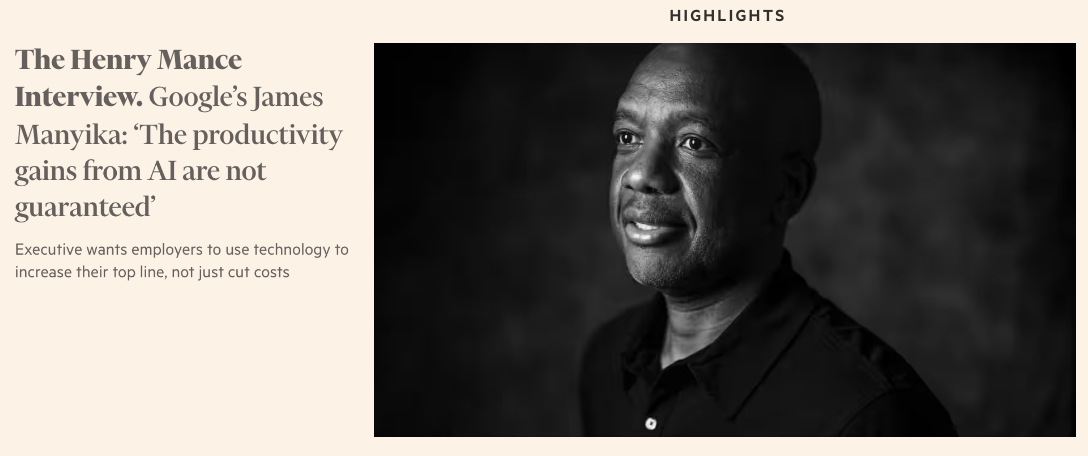 HIGHLIGHTS
The Henry Mance
Interview. Google’s James
Manyika: ‘The productivity
gains from AI are not
guaranteed’
Executive wants employers to use technology to
increase their top line, not just cut costs